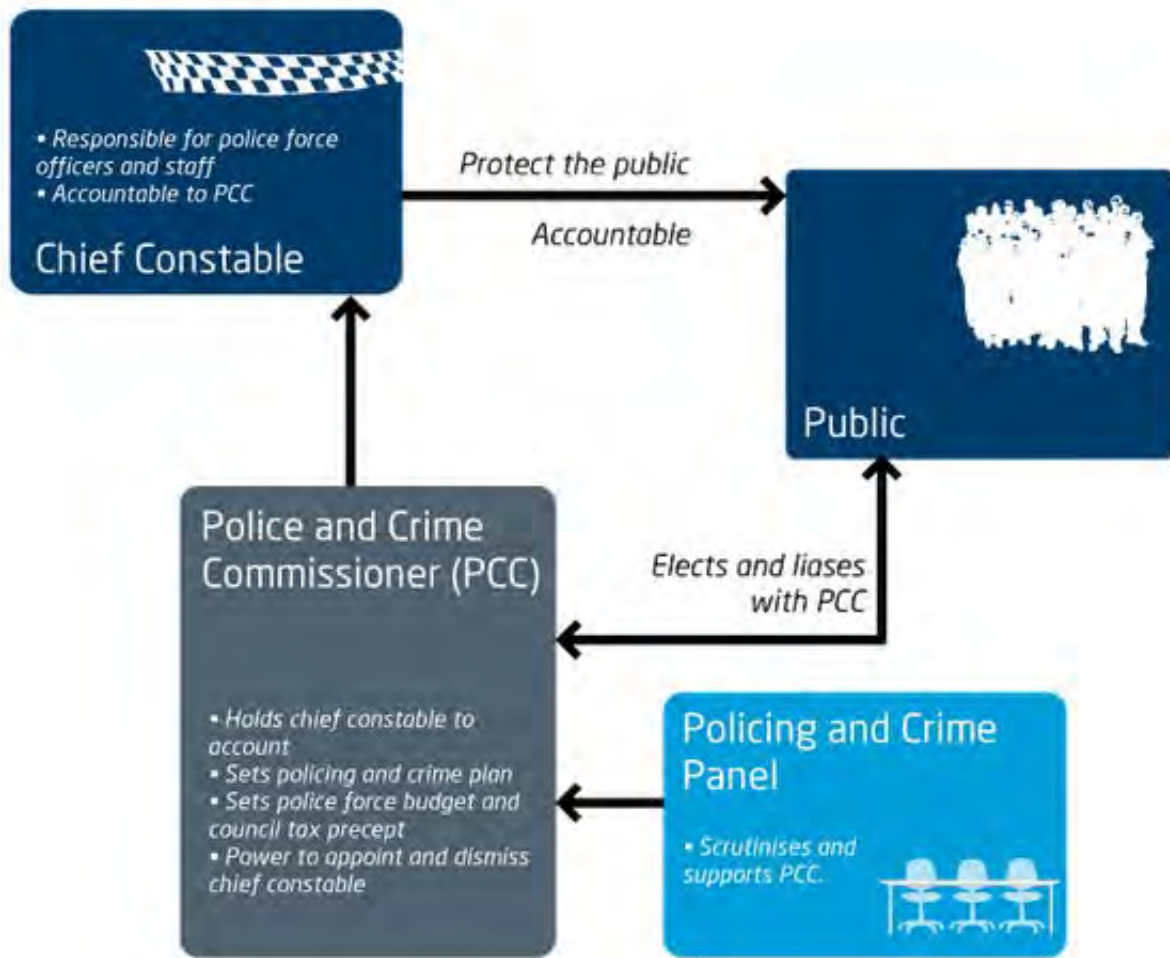 • Responsible for police force
officers and staff
• Accountable to PCC
Chief Constable
Protect the public
Accountable
Public
Police and Crime
Commissioner (PCC)
• Holds chief constable to
account
• Sets policing and crime plan
• Sets police force budget and
council tax precept
• Power to appoint and dismiss
chief constable
Elects and liases
with PCC
Policing and Crime
Panel
• Scrutinises and
supports PCC.